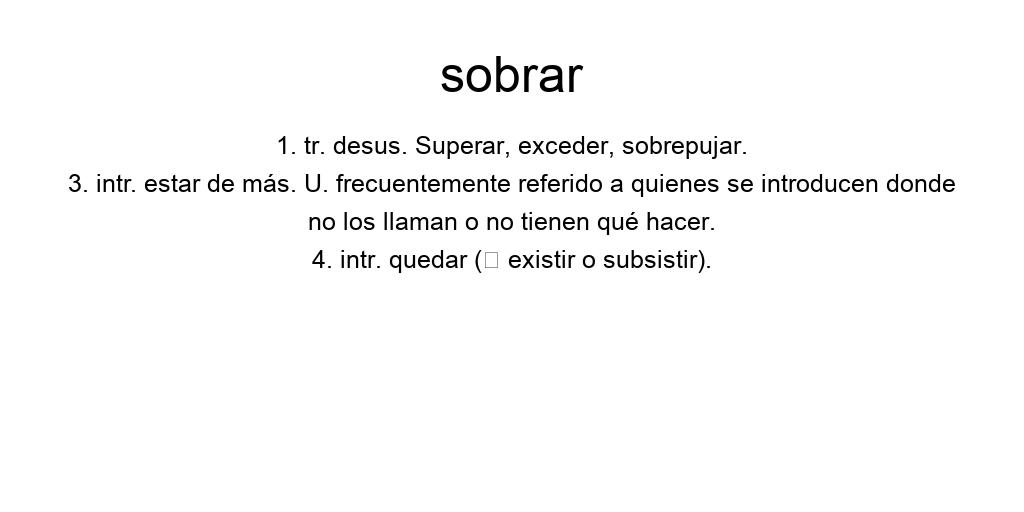 sobrar
1. tr. desus. Superar, exceder, sobrepujar.
3. intr. estar de más. U. frecuentemente referido a quienes se introducen donde
no los llaman o no tienen qué hacer.
4. intr. quedar (□ existir o subsistir).